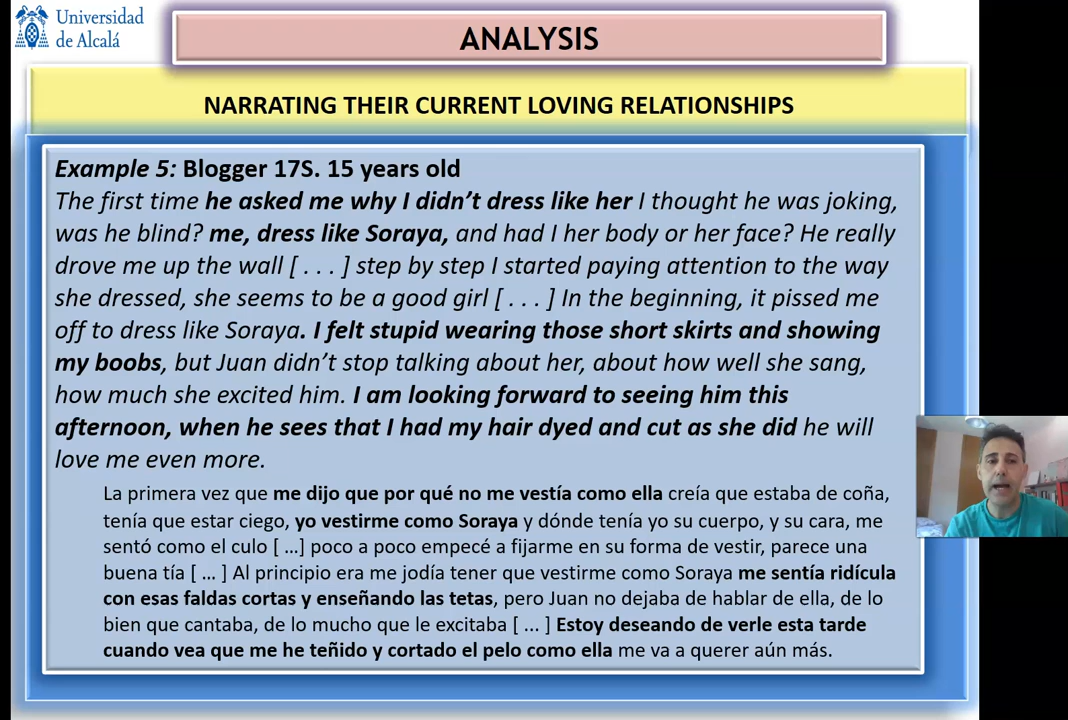 Universidad
de Alcalá
ANALYSIS
NARRATING THEIR CURRENT LOVING RELATIONSHIPS
Example 5: Blogger 17S. 15 years old
The first time he asked me why I didn’t dress like her I thought he was joking,
was he blind? me, dress like Soraya, and had I her body or her face? He really
drove me up the wall [ . . . ] step by step I started paying attention to the way
she dressed, she seems to be a good girl [ . . . ] In the beginning, it pissed me
off to dress like Soraya. I felt stupid wearing those short skirts and showing
my boobs, but Juan didn’t stop talking about her, about how well she sang,
how much she excited him. I am looking forward to seeing him this
afternoon, when he sees that I had my hair dyed and cut as she did he will
love me even more.
La primera vez que me dijo que por qué no me vestía como ella creía que estaba de coña,
tenía que estar ciego, yo vestirme como Soraya y dónde tenía yo su cuerpo, y su cara, me
sentó como el culo [ …] poco a poco empecé a fijarme en su forma de vestir, parece una
buena tía [ … ] Al principio era me jodía tener que vestirme como Soraya me sentía ridícula
con esas faldas cortas y enseñando las tetas, pero Juan no dejaba de hablar de ella, de lo
bien que cantaba, de lo mucho que le excitaba [ … ] Estoy deseando de verle esta tarde
cuando vea que me he teñido y cortado el pelo como ella me va a querer aún más.